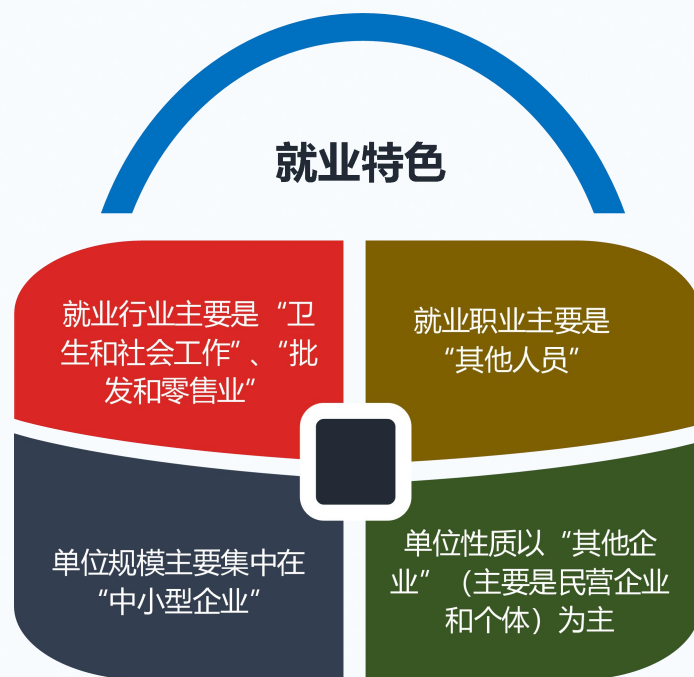 就业特色
就业行业主要是“卫
生和社会工作”、“批
发和零售业”
就业职业主要是
“其他人员”
单位规模主要集中在
“中小型企业”
单位性质以“其他企
业”（主要是民营企业
和个体）为主